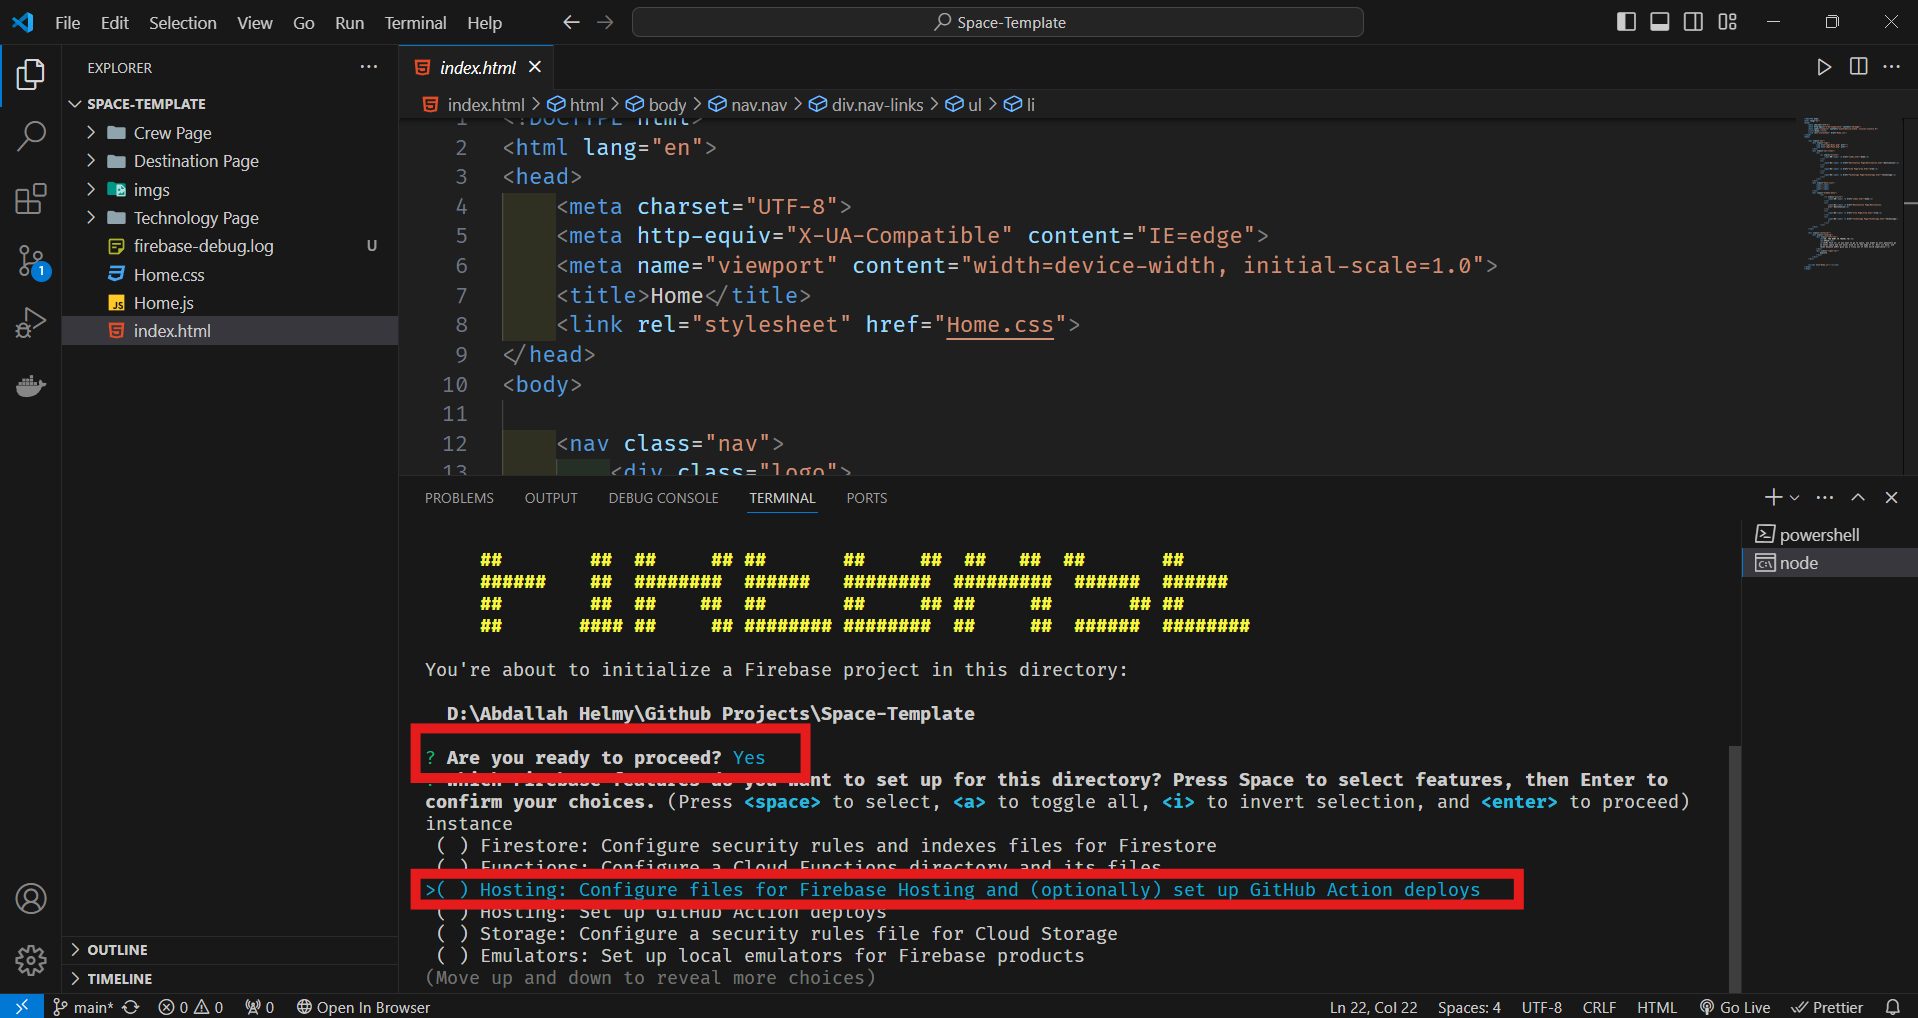 File Edit Selection View Go Run Terminal Help
Space-Template
EXPLORER
SPACE-TEMPLATE
Crew Page
Destination Page
imgs
Technology Page
firebase-debug.log U
Home.css
Home.js
index.html
1
OUTLINE
TIMELINE
index.html
index.html > html > body > nav.nav > div.nav-links > ul > li
1 <!DOCTYPE html>
2 <html lang="en">
3 <head>
4 <meta charset="UTF-8">
5 <meta http-equiv="X-UA-Compatible" content="IE=edge">
6 <meta name="viewport" content="width=device-width, initial-scale=1.0">
7 <title>Home</title>
8 <link rel="stylesheet" href="Home.css">
9 </head>
10 <body>
11
12 <nav class="nav">
13 <div class="logo">
PROBLEMS OUTPUT DEBUG CONSOLE TERMINAL PORTS
powershell
node
## ## ## ## ## ## ## ## ## ## ##
###### ## ######## ###### ######## ######### ###### ######
## ## ## ## ## ## ## ## ## ## ##
## #### ## ## ######## ######## ## ## ###### ########
You're about to initialize a Firebase project in this directory:
D:\Abdallah Helmy\Github Projects\Space-Template
? Are you ready to proceed? Yes
? Which Firebase features do you want to set up for this directory? Press Space to select features, then Enter to
confirm your choices. (Press <space> to select, <a> to toggle all, <i> to invert selection, and <enter> to proceed)
instance
( ) Firestore: Configure security rules and indexes files for Firestore
( ) Functions: Configure a Cloud Functions directory and its files
>( ) Hosting: Configure files for Firebase Hosting and (optionally) set up GitHub Action deploys
( ) Hosting: Set up GitHub Action deploys
( ) Storage: Configure a security rules file for Cloud Storage
( ) Emulators: Set up local emulators for Firebase products
(Move up and down to reveal more choices)
main* 0 0 0 Open In Browser Ln 22, Col 22 Spaces: 4 UTF-8 CRLF HTML Go Live Prettier